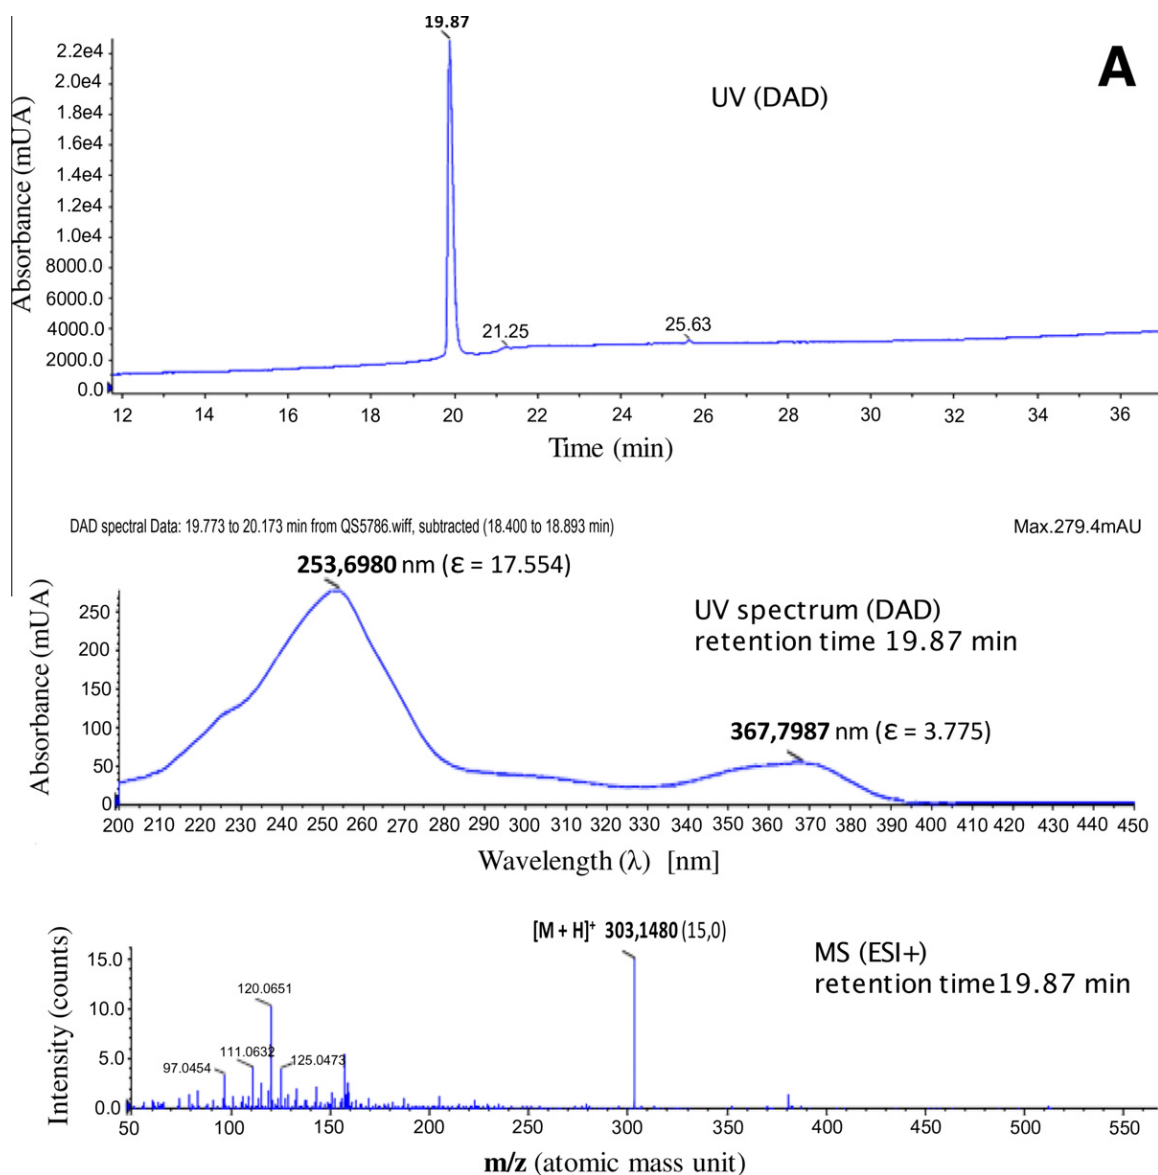 19.87
A
UV (DAD)
Absorbance (mUA)
2.2e4
2.0e4
1.8e4
1.6e4
1.4e4
1.2e4
1.0e4
8000.0
6000.0
4000.0
2000.0
0.0
21.25
25.63
12 14 16 18 20 22 24 26 28 30 32 34 36
Time (min)
DAD spectral Data: 19.773 to 20.173 min from QS5786.wiff, subtracted (18.400 to 18.893 min)
Max.279.4mAU
253,6980 nm (ε = 17.554)
UV spectrum (DAD)
retention time 19.87 min
Absorbance (mUA)
250
200
150
100
50
0
367,7987 nm (ε = 3.775)
200 210 220 230 240 250 260 270 280 290 300 310 320 330 340 350 360 370 380 390 400 410 420 430 440 450
Wavelength (λ) [nm]
[M + H]⁺ 303,1480 (15,0)
MS (ESI+)
retention time19.87 min
Intensity (counts)
15.0
10.0
5.0
0.0
120.0651
97.0454
111.0632
125.0473
50 100 150 200 250 300 350 400 450 500 550
m/z (atomic mass unit)